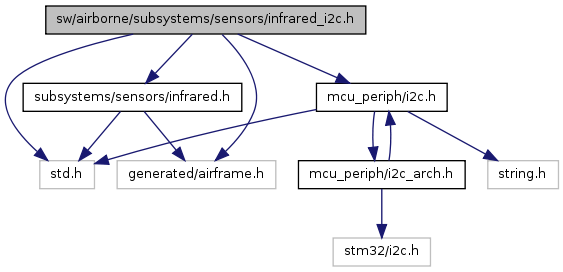 sw/airborne/subsystems/sensors/infrared_i2c.h
subsystems/sensors/infrared.h
mcu_periph/i2c.h
std.h
generated/airframe.h
mcu_periph/i2c_arch.h
string.h
stm32/i2c.h